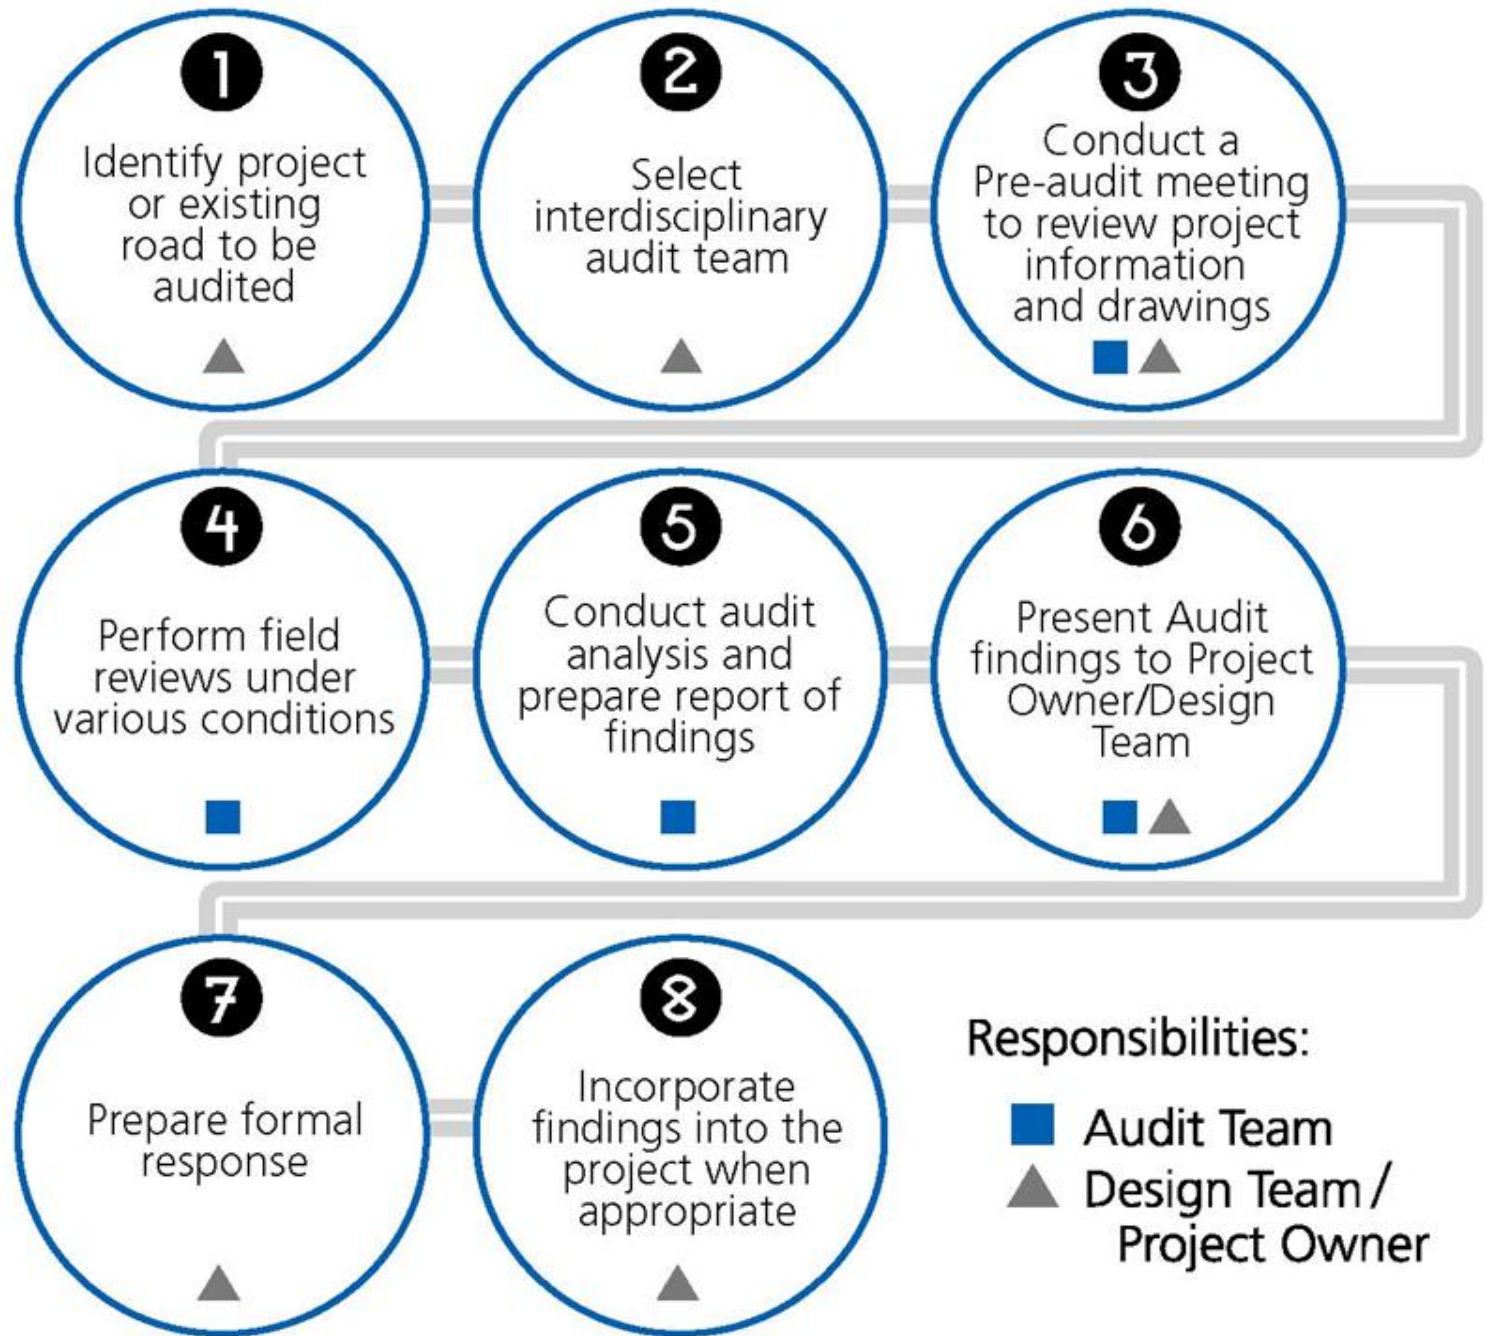 1
Identify project
or existing
road to be
audited
2
Select
interdisciplinary
audit team
3
Conduct a
Pre-audit meeting
to review project
information
and drawings
4
Perform field
reviews under
various conditions
5
Conduct audit
analysis and
prepare report of
findings
6
Present Audit
findings to Project
Owner/Design
Team
7
Prepare formal
response
8
Incorporate
findings into the
project when
appropriate
Responsibilities:
Audit Team
Design Team /
Project Owner